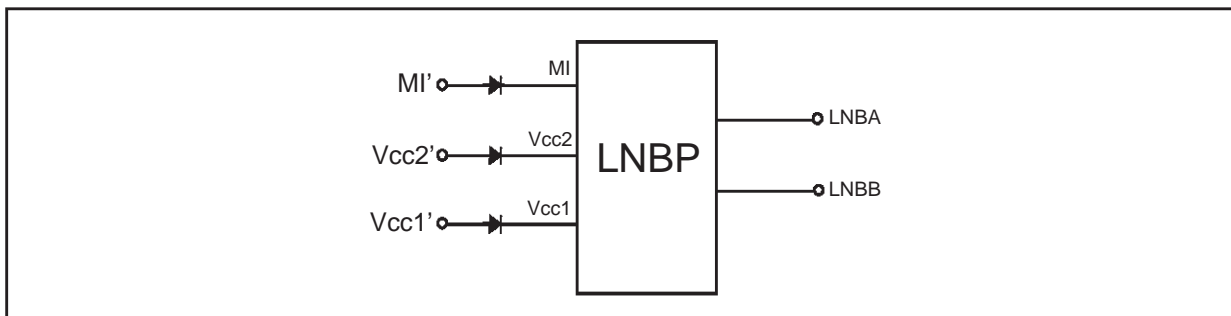 MI’
MI
Vcc2’
Vcc2
Vcc1’
Vcc1
LNBP
LNBA
LNBB